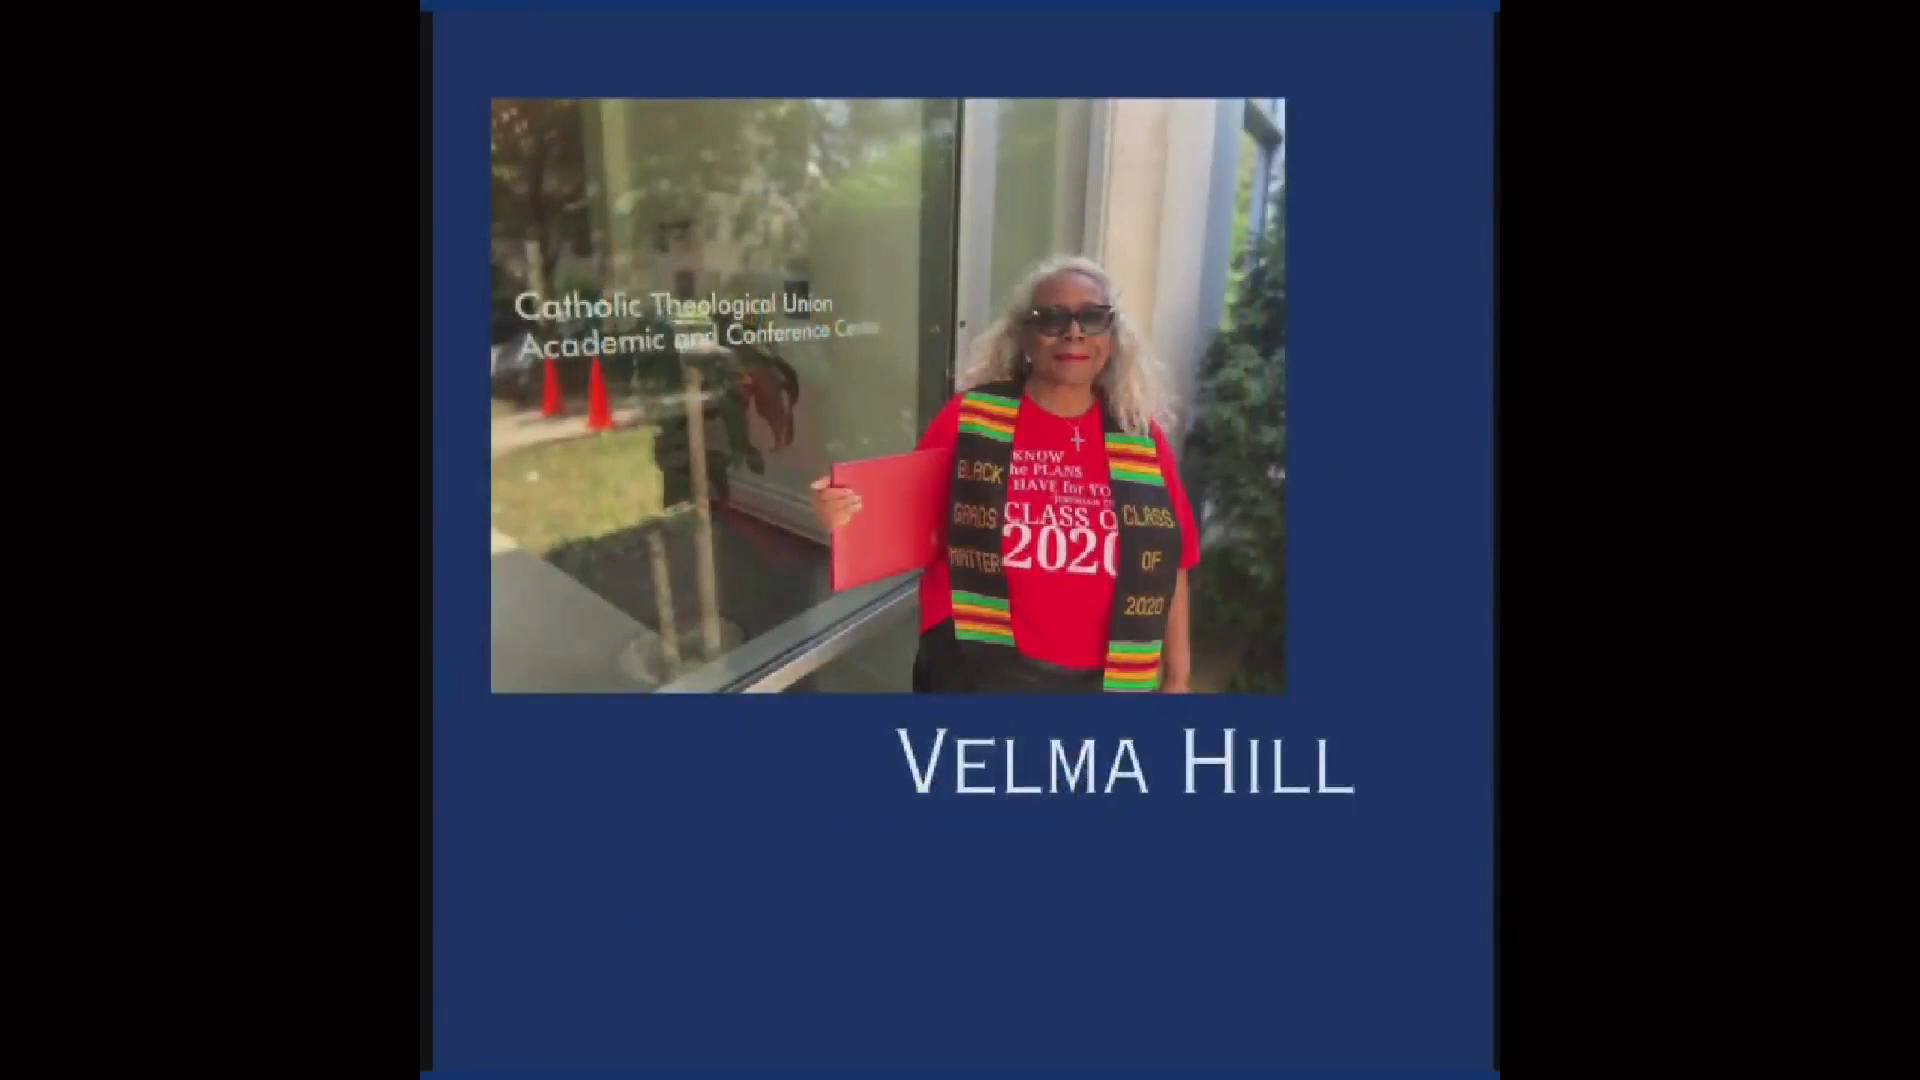 Catholic Theological Union
Academic and Conference Center
BLACK
GRADS
MATTER
KNOW
he PLANS
HAVE for YO
CLASS O
2020
CLASS
OF
2020
VELMA HILL